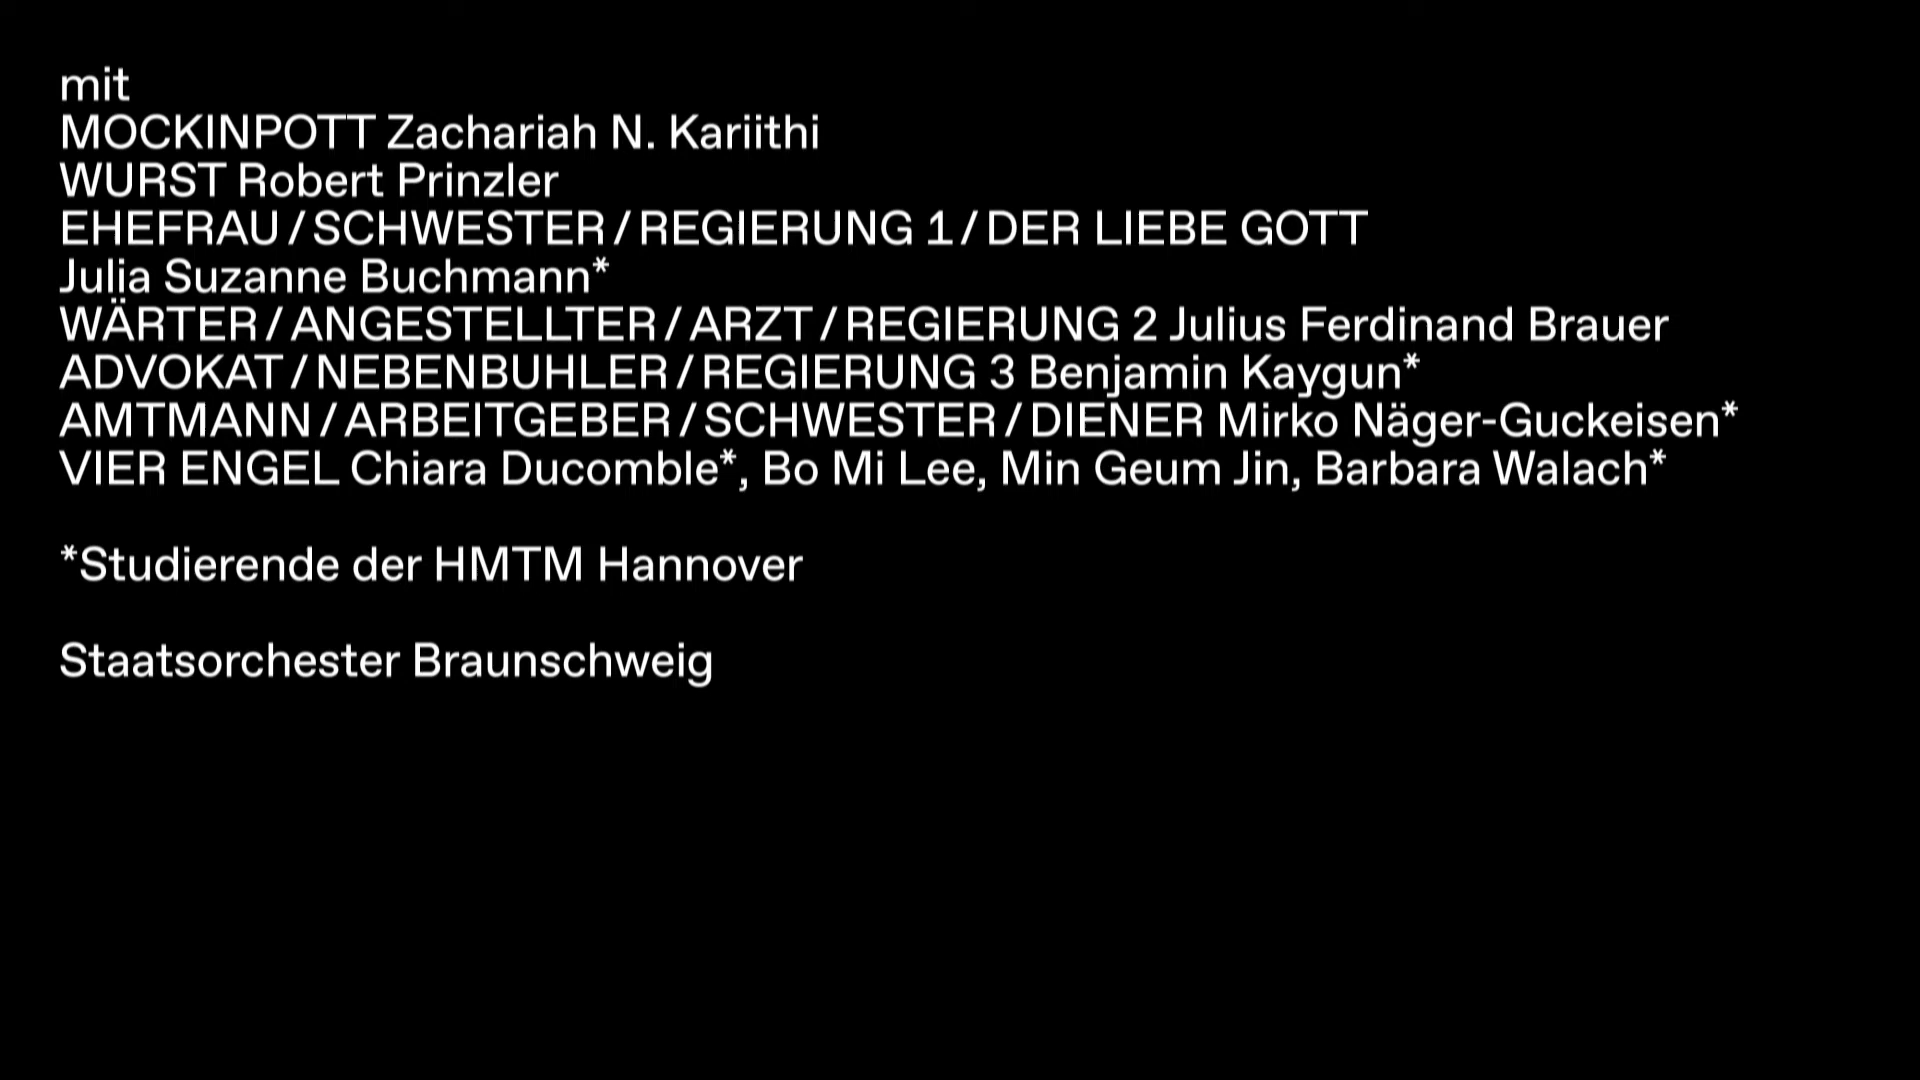 mit
MOCKINPOTT Zachariah N. Kariithi
WURST Robert Prinzler
EHEFRAU / SCHWESTER / REGIERUNG 1 / DER LIEBE GOTT
Julia Suzanne Buchmann*
WÄRTER / ANGESTELLTER / ARZT / REGIERUNG 2 Julius Ferdinand Brauer
ADVOKAT / NEBENBUHLER / REGIERUNG 3 Benjamin Kaygun*
AMTMANN / ARBEITGEBER / SCHWESTER / DIENER Mirko Näger-Guckeisen*
VIER ENGEL Chiara Ducomble*, Bo Mi Lee, Min Geum Jin, Barbara Walach*
*Studierende der HMTM Hannover
Staatsorchester Braunschweig